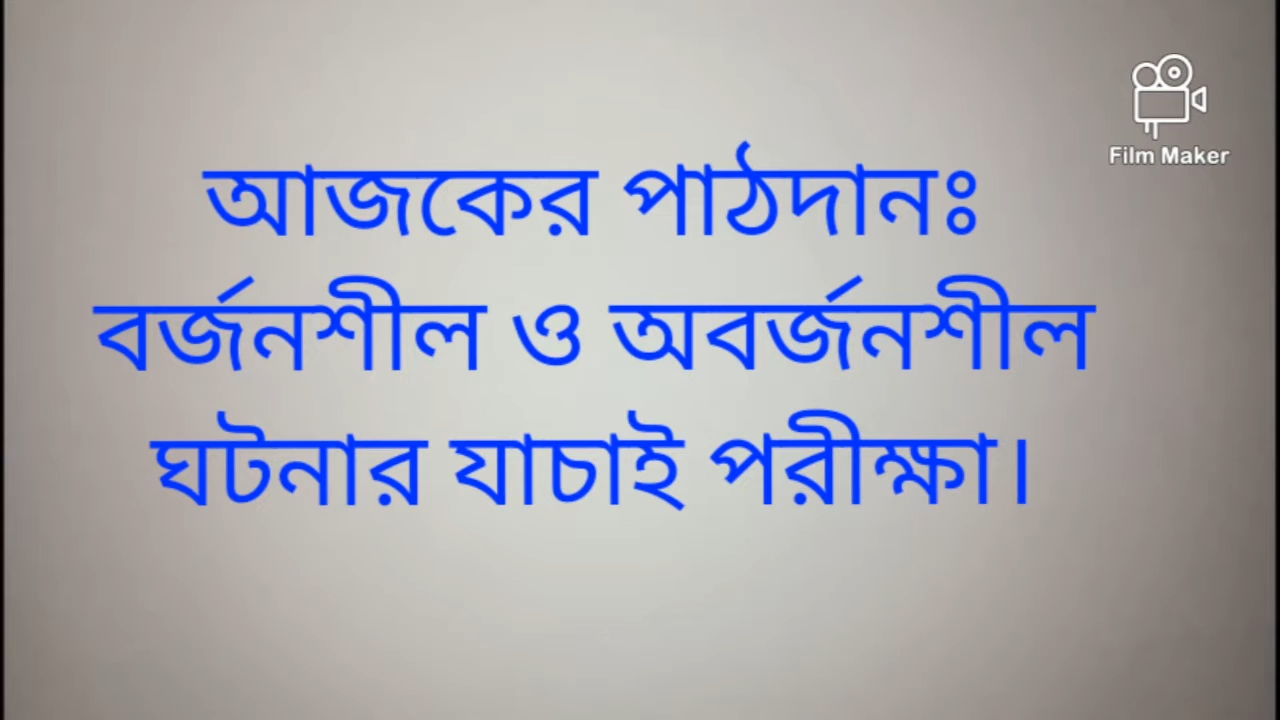 Film Maker
আজকের পাঠদানঃ
বর্জনশীল ও অবর্জনশীল
ঘটনার যাচাই পরীক্ষা।